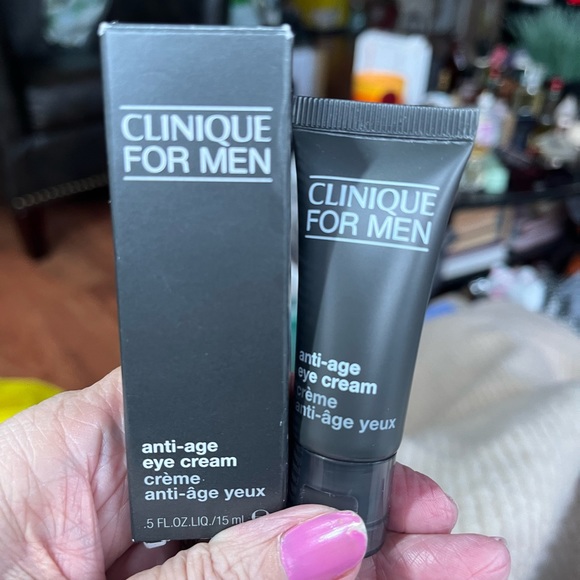 CLINIQUE
FOR MEN
anti-age
eye cream
crème
anti-âge yeux
.5 FL.OZ.LIQ./15 ml ℮
CLINIQUE
FOR MEN
anti-age
eye cream
crème
anti-âge yeux